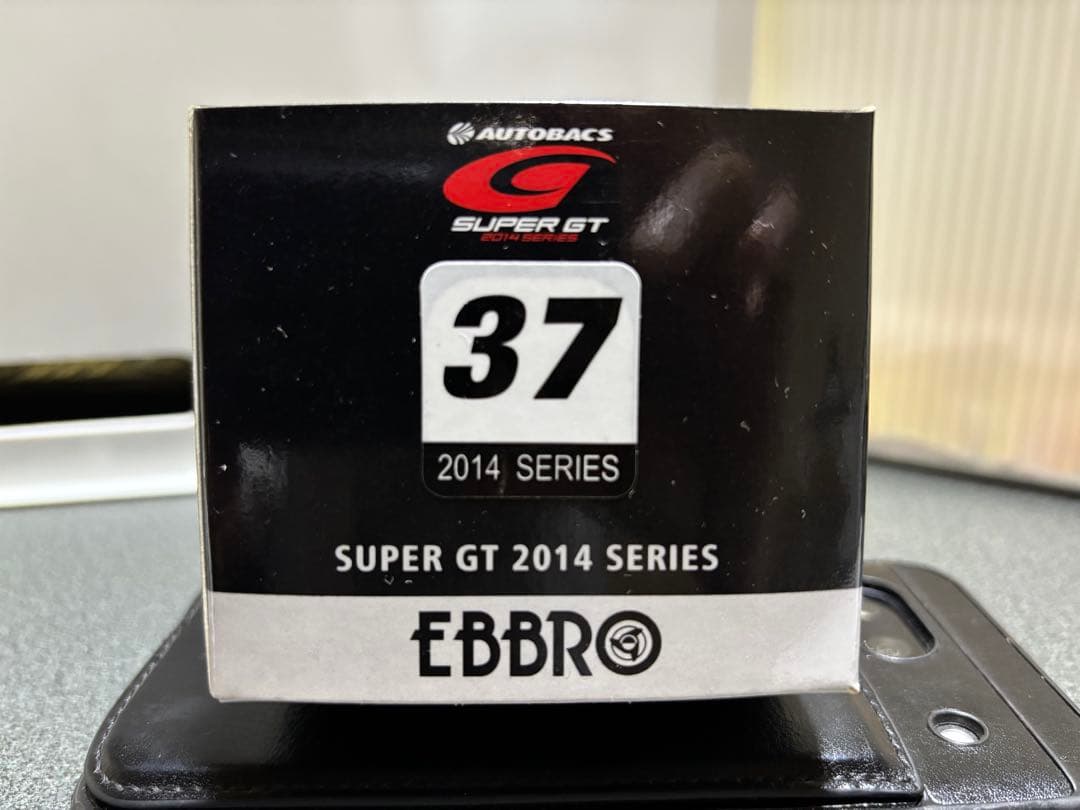 AUTOBACS
SUPER GT
2014 SERIES
37
2014 SERIES
SUPER GT 2014 SERIES
EBBRO